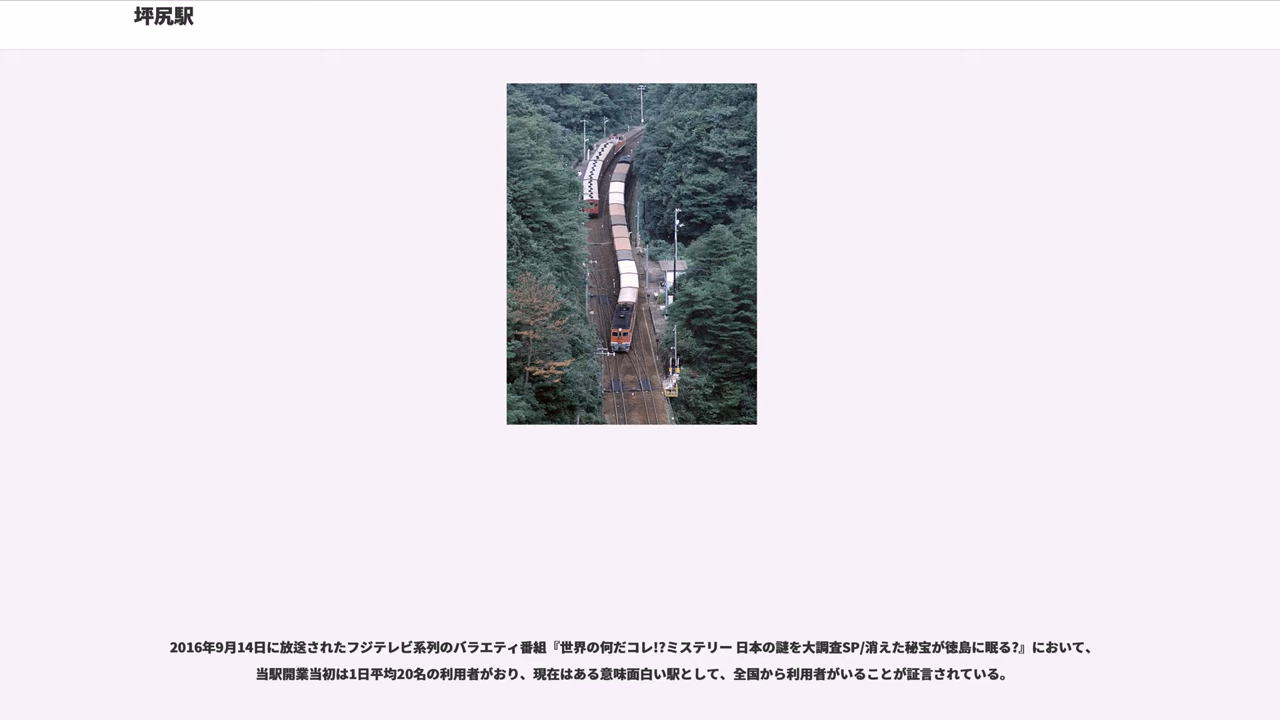 坪尻駅
2016年9月14日に放送されたフジテレビ系列のバラエティ番組『世界の何だコレ!?ミステリー 日本の謎を大調査SP/消えた秘宝が徳島に眠る?』において、
当駅開業当初は1日平均20名の利用者がおり、現在はある意味面白い駅として、全国から利用者がいることが証言されている。